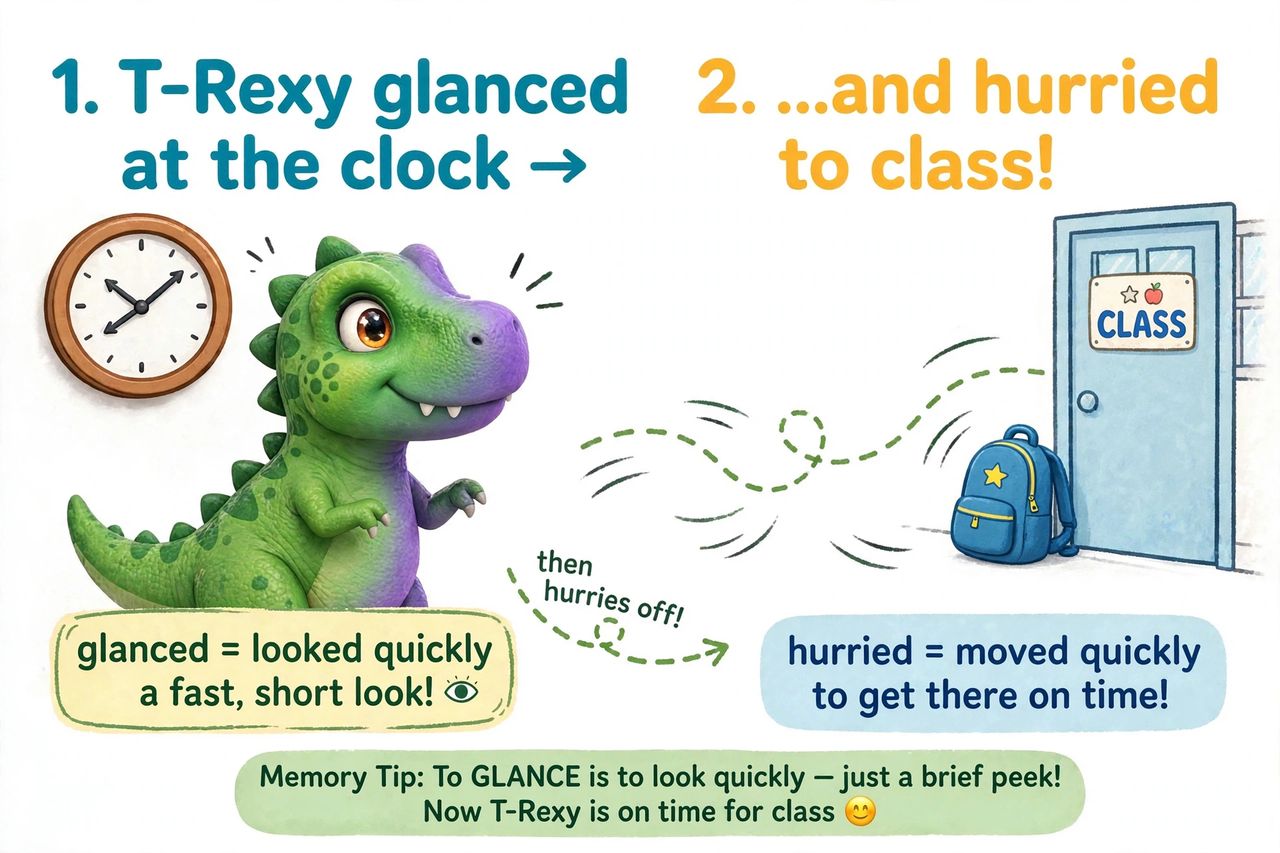 1. T-Rexy glanced
at the clock →
2. ...and hurried
to class!
CLASS
then
hurries off!
glanced = looked quickly
a fast, short look! 👁
hurried = moved quickly
to get there on time!
Memory Tip: To GLANCE is to look quickly – just a brief peek!
Now T-Rexy is on time for class 😊